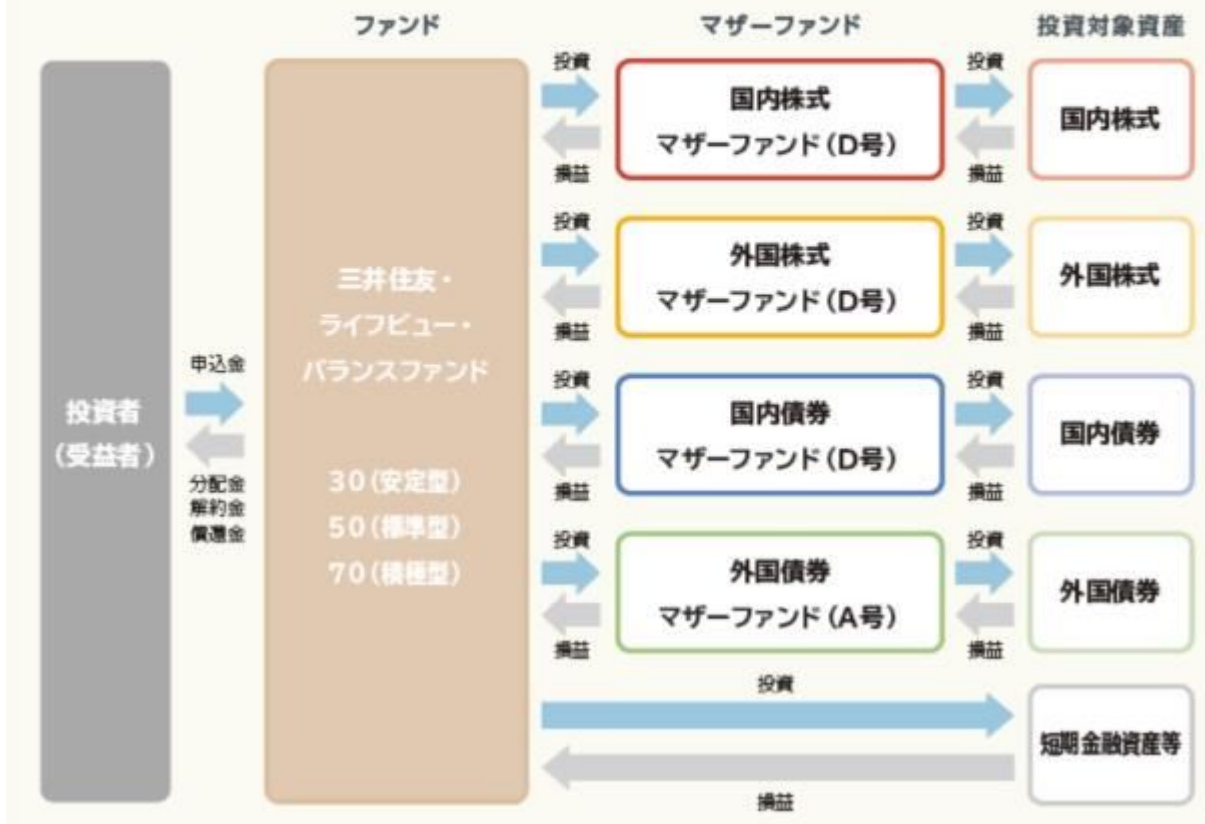 ファンド
マザーファンド
投資対象資産
投資者
(受益者)
申込金
分配金
解約金
償還金
三井住友・
ライフビュー・
バランスファンド
30(安定型)
50(標準型)
70(積極型)
投資
損益
国内株式
マザーファンド(D号)
投資
損益
国内株式
投資
損益
外国株式
マザーファンド(D号)
投資
損益
外国株式
投資
損益
国内債券
マザーファンド(D号)
投資
損益
国内債券
投資
損益
外国債券
マザーファンド(A号)
投資
損益
外国債券
投資
損益
短期金融資産等